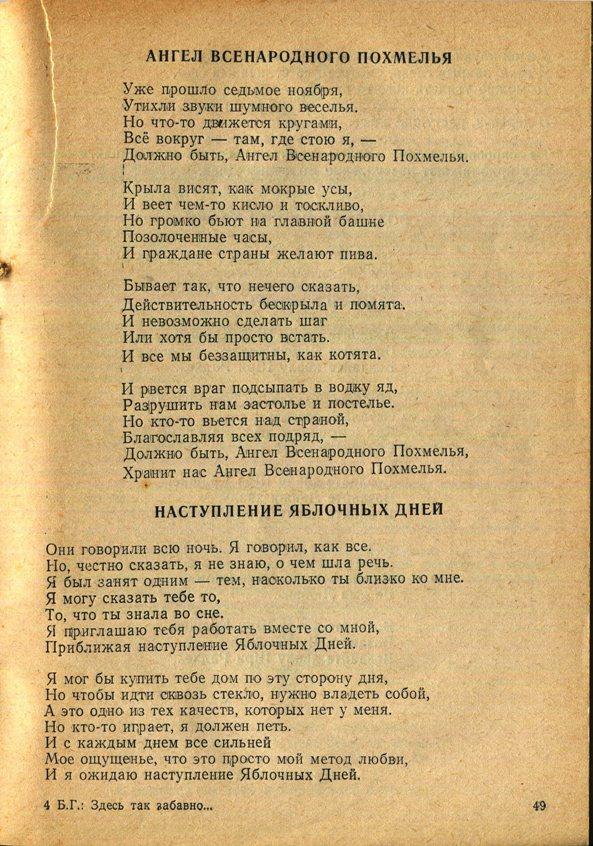 АНГЕЛ ВСЕНАРОДНОГО ПОХМЕЛЬЯ
Уже прошло седьмое ноября,
Утихли звуки шумного веселья.
Но что-то движется кругами,
Всё вокруг — там, где стою я, —
Должно быть, Ангел Всенародного Похмелья.
Крыла висят, как мокрые усы,
И веет чем-то кисло и тоскливо,
Но громко бьют на главной башне
Позолоченные часы,
И граждане страны желают пива.
Бывает так, что нечего сказать,
Действительность бескрыла и помята.
И невозможно сделать шаг
Или хотя бы просто встать.
И все мы беззащитны, как котята.
И рвется враг подсыпать в водку яд,
Разрушить нам застолье и постелье.
Но кто-то вьется над страной,
Благославляя всех подряд, —
Должно быть, Ангел Всенародного Похмелья,
Хранит нас Ангел Всенародного Похмелья.
НАСТУПЛЕНИЕ ЯБЛОЧНЫХ ДНЕЙ
Они говорили всю ночь. Я говорил, как все.
Но, честно сказать, я не знаю, о чем шла речь.
Я был занят одним — тем, насколько ты близко ко мне.
Я могу сказать тебе то,
То, что ты знала во сне.
Я приглашаю тебя работать вместе со мной,
Приближая наступление Яблочных Дней.
Я мог бы купить тебе дом по эту сторону дня,
Но чтобы идти сквозь стекло, нужно владеть собой,
А это одно из тех качеств, которых нет у меня.
Но кто-то играет, я должен петь.
И с каждым днем все сильней
Мое ощущенье, что это просто мой метод любви,
И я ожидаю наступление Яблочных Дней.
4 Б.Г.: Здесь так забавно... 49